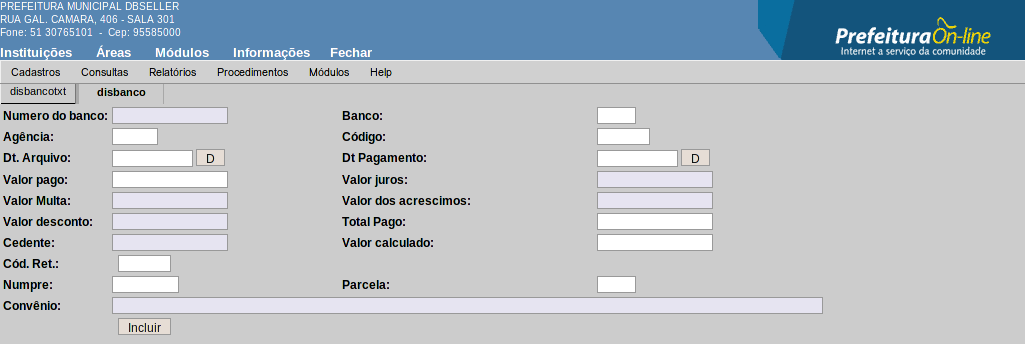 PREFEITURA MUNICIPAL DBSELLER
RUA GAL. CAMARA, 406 - SALA 301
Fone: 51 30765101 - Cep: 95585000
PrefeituraOn-line
Internet a serviço da comunidade
Instituições Áreas Módulos Informações Fechar
Cadastros Consultas Relatórios Procedimentos Módulos Help
disbancotxt disbanco
Numero do banco: Banco:
Agência: Código:
Dt. Arquivo: D Dt Pagamento: D
Valor pago: Valor juros:
Valor Multa: Valor dos acrescimos:
Valor desconto: Total Pago:
Cedente: Valor calculado:
Cód. Ret.:
Numpre: Parcela:
Convênio:
Incluir